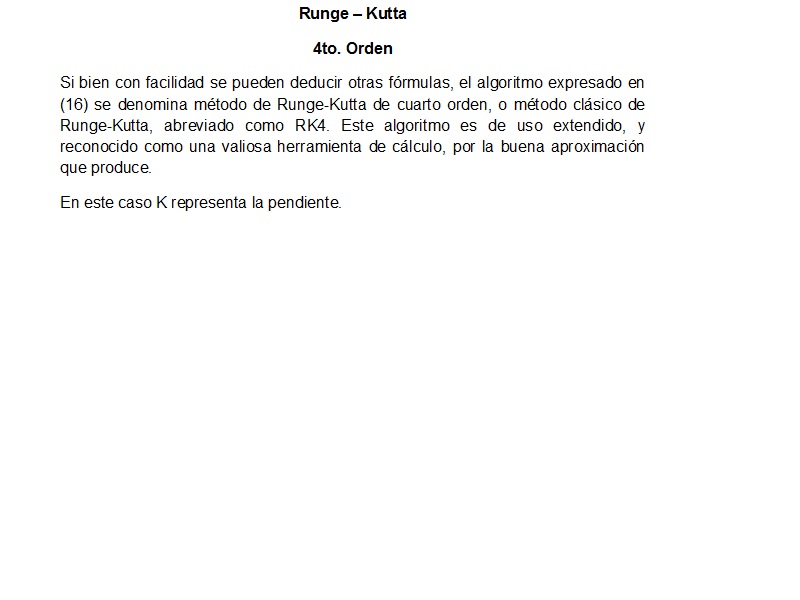 Runge – Kutta
4to. Orden
Si bien con facilidad se pueden deducir otras fórmulas, el algoritmo expresado en
(16) se denomina método de Runge-Kutta de cuarto orden, o método clásico de
Runge-Kutta, abreviado como RK4. Este algoritmo es de uso extendido, y
reconocido como una valiosa herramienta de cálculo, por la buena aproximación
que produce.
En este caso K representa la pendiente.